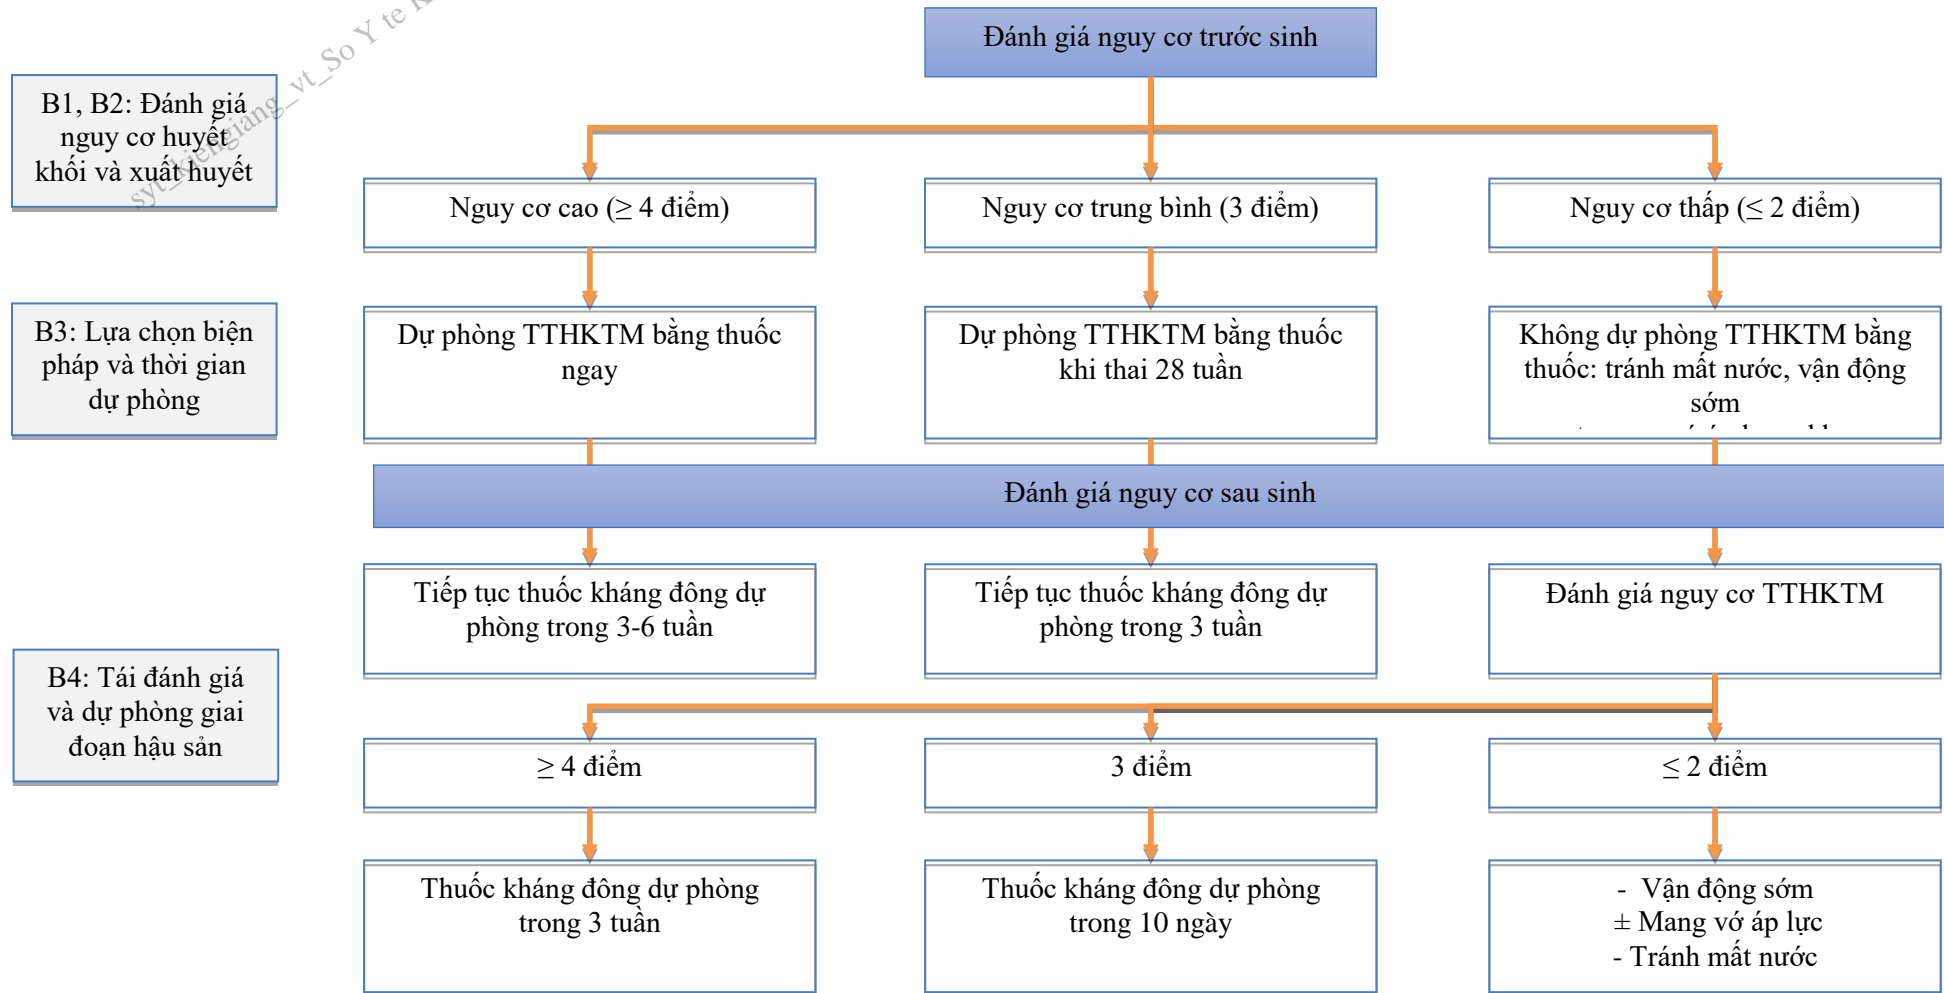 syt_kiengiang_vt_So Y te K
Đánh giá nguy cơ trước sinh
B1, B2: Đánh giá
nguy cơ huyết
khối và xuất huyết
Nguy cơ cao (≥ 4 điểm)
Nguy cơ trung bình (3 điểm)
Nguy cơ thấp (≤ 2 điểm)
B3: Lựa chọn biện
pháp và thời gian
dự phòng
Dự phòng TTHKTM bằng thuốc
ngay
Dự phòng TTHKTM bằng thuốc
khi thai 28 tuần
Không dự phòng TTHKTM bằng
thuốc: tránh mất nước, vận động
sớm
Đánh giá nguy cơ sau sinh
Tiếp tục thuốc kháng đông dự
phòng trong 3-6 tuần
Tiếp tục thuốc kháng đông dự
phòng trong 3 tuần
Đánh giá nguy cơ TTHKTM
B4: Tái đánh giá
và dự phòng giai
đoạn hậu sản
≥ 4 điểm
3 điểm
≤ 2 điểm
Thuốc kháng đông dự phòng
trong 3 tuần
Thuốc kháng đông dự phòng
trong 10 ngày
- Vận động sớm
± Mang vớ áp lực
- Tránh mất nước